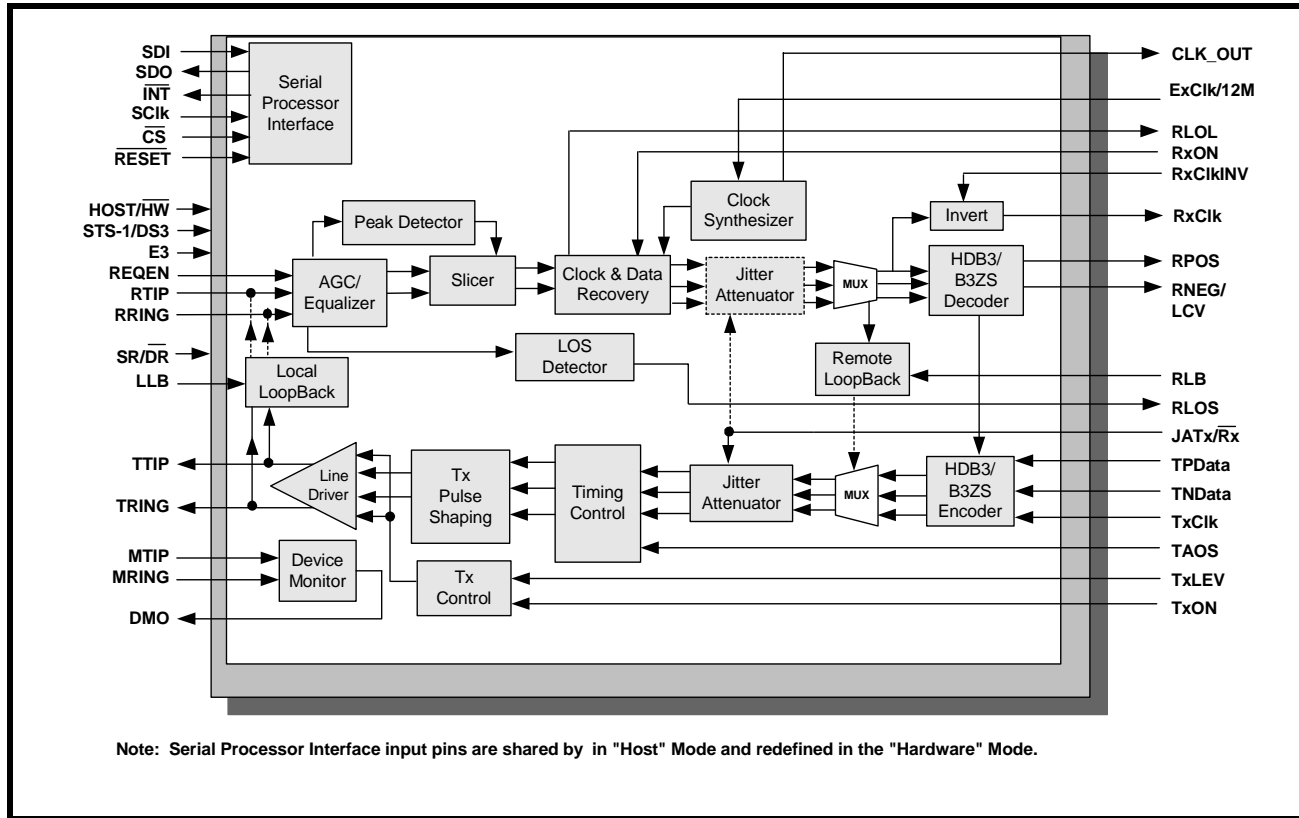 SDI
SDO
INT
SClk
CS
RESET
HOST/HW
STS-1/DS3
E3
REQEN
RTIP
RRING
SR/DR
LLB
TTIP
TRING
MTIP
MRING
DMO
Serial
Processor
Interface
Peak Detector
AGC/
Equalizer
Slicer
Clock & Data
Recovery
Clock
Synthesizer
Jitter
Attenuator
MUX
Invert
HDB3/
B3ZS
Decoder
LOS
Detector
Remote
LoopBack
Local
LoopBack
Line
Driver
Tx
Pulse
Shaping
Timing
Control
Jitter
Attenuator
MUX
HDB3/
B3ZS
Encoder
Device
Monitor
Tx
Control
CLK_OUT
ExClk/12M
RLOL
RxON
RxClkINV
RxClk
RPOS
RNEG/
LCV
RLB
RLOS
JATx/Rx
TPData
TNData
TxClk
TAOS
TxLEV
TxON
Note: Serial Processor Interface input pins are shared by in "Host" Mode and redefined in the "Hardware" Mode.